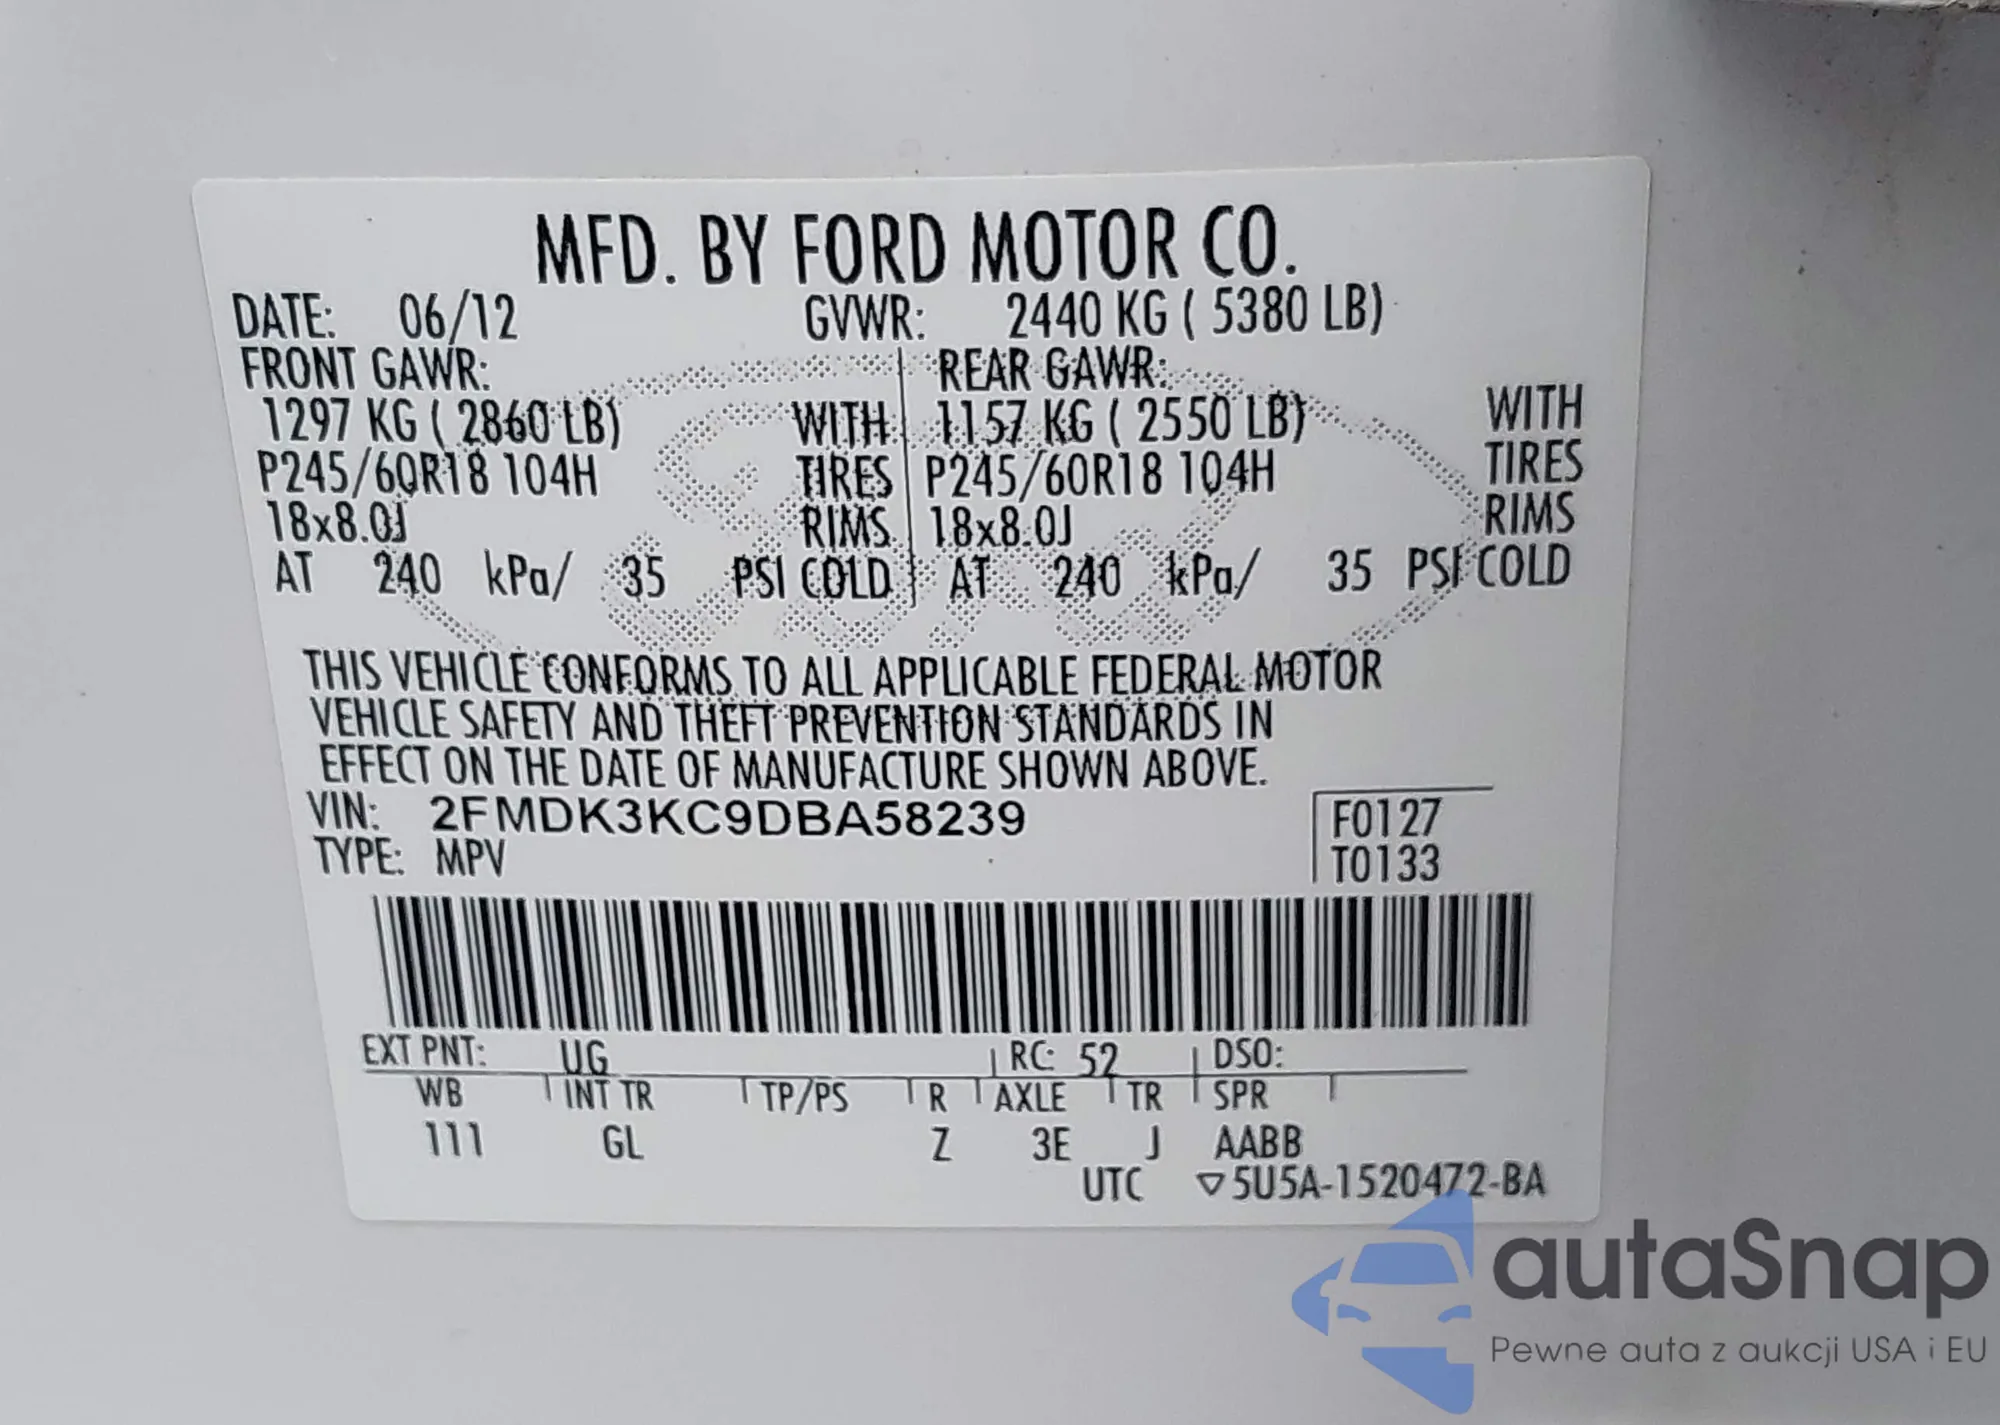 MFD. BY FORD MOTOR CO.
DATE: 06/12 GVWR: 2440 KG ( 5380 LB)
FRONT GAWR: REAR GAWR:
1297 KG ( 2860 LB) WITH 1157 KG ( 2550 LB) WITH
P245/60R18 104H TIRES P245/60R18 104H TIRES
18x8.0J RIMS 18x8.0J RIMS
AT 240 kPa/ 35 PSI COLD AT 240 kPa/ 35 PSI COLD
THIS VEHICLE CONFORMS TO ALL APPLICABLE FEDERAL MOTOR
VEHICLE SAFETY AND THEFT PREVENTION STANDARDS IN
EFFECT ON THE DATE OF MANUFACTURE SHOWN ABOVE.
VIN: 2FMDK3KC9DBA58239 F0127
TYPE: MPV T0133
EXT PNT: UG RC: 52 DSO:
WB INT TR TP/PS R AXLE TR SPR
111 GL Z 3E J AABB
UTC ▽5U5A-1520472-BA
autaSnap
Pewne auta z aukcji USA i EU